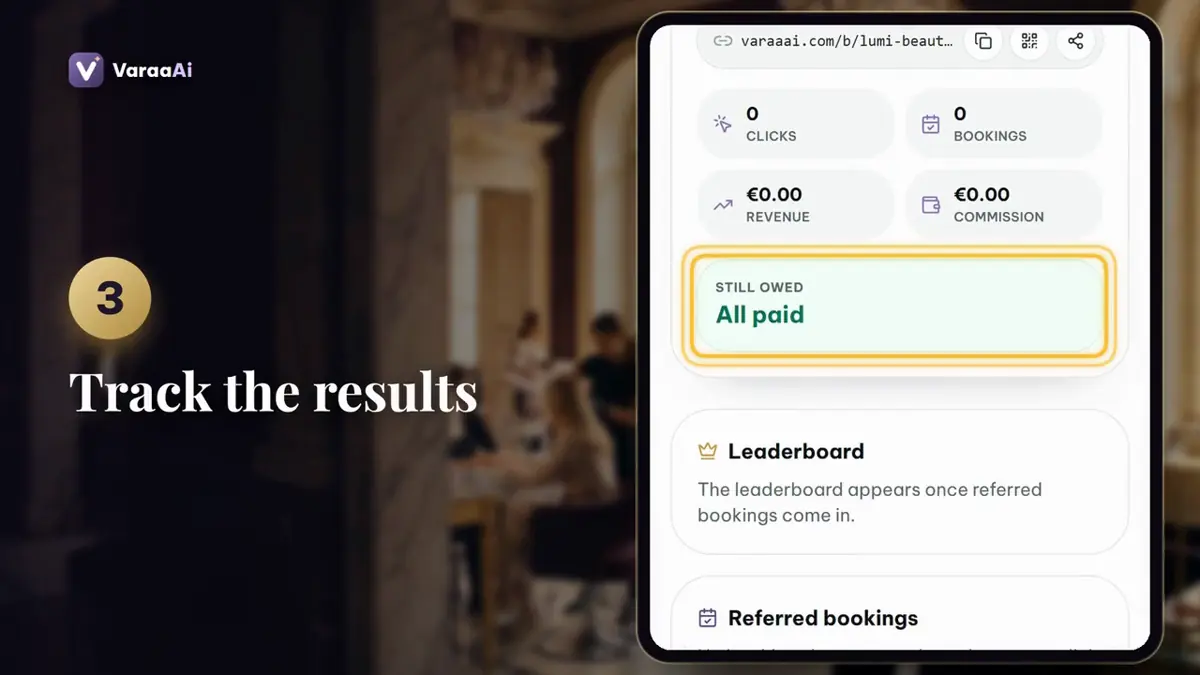 VaraaAi
3
Track the results
varaaai.com/b/lumi-beaut…
0
CLICKS
0
BOOKINGS
€0.00
REVENUE
€0.00
COMMISSION
STILL OWED
All paid
Leaderboard
The leaderboard appears once referred
bookings come in.
Referred bookings